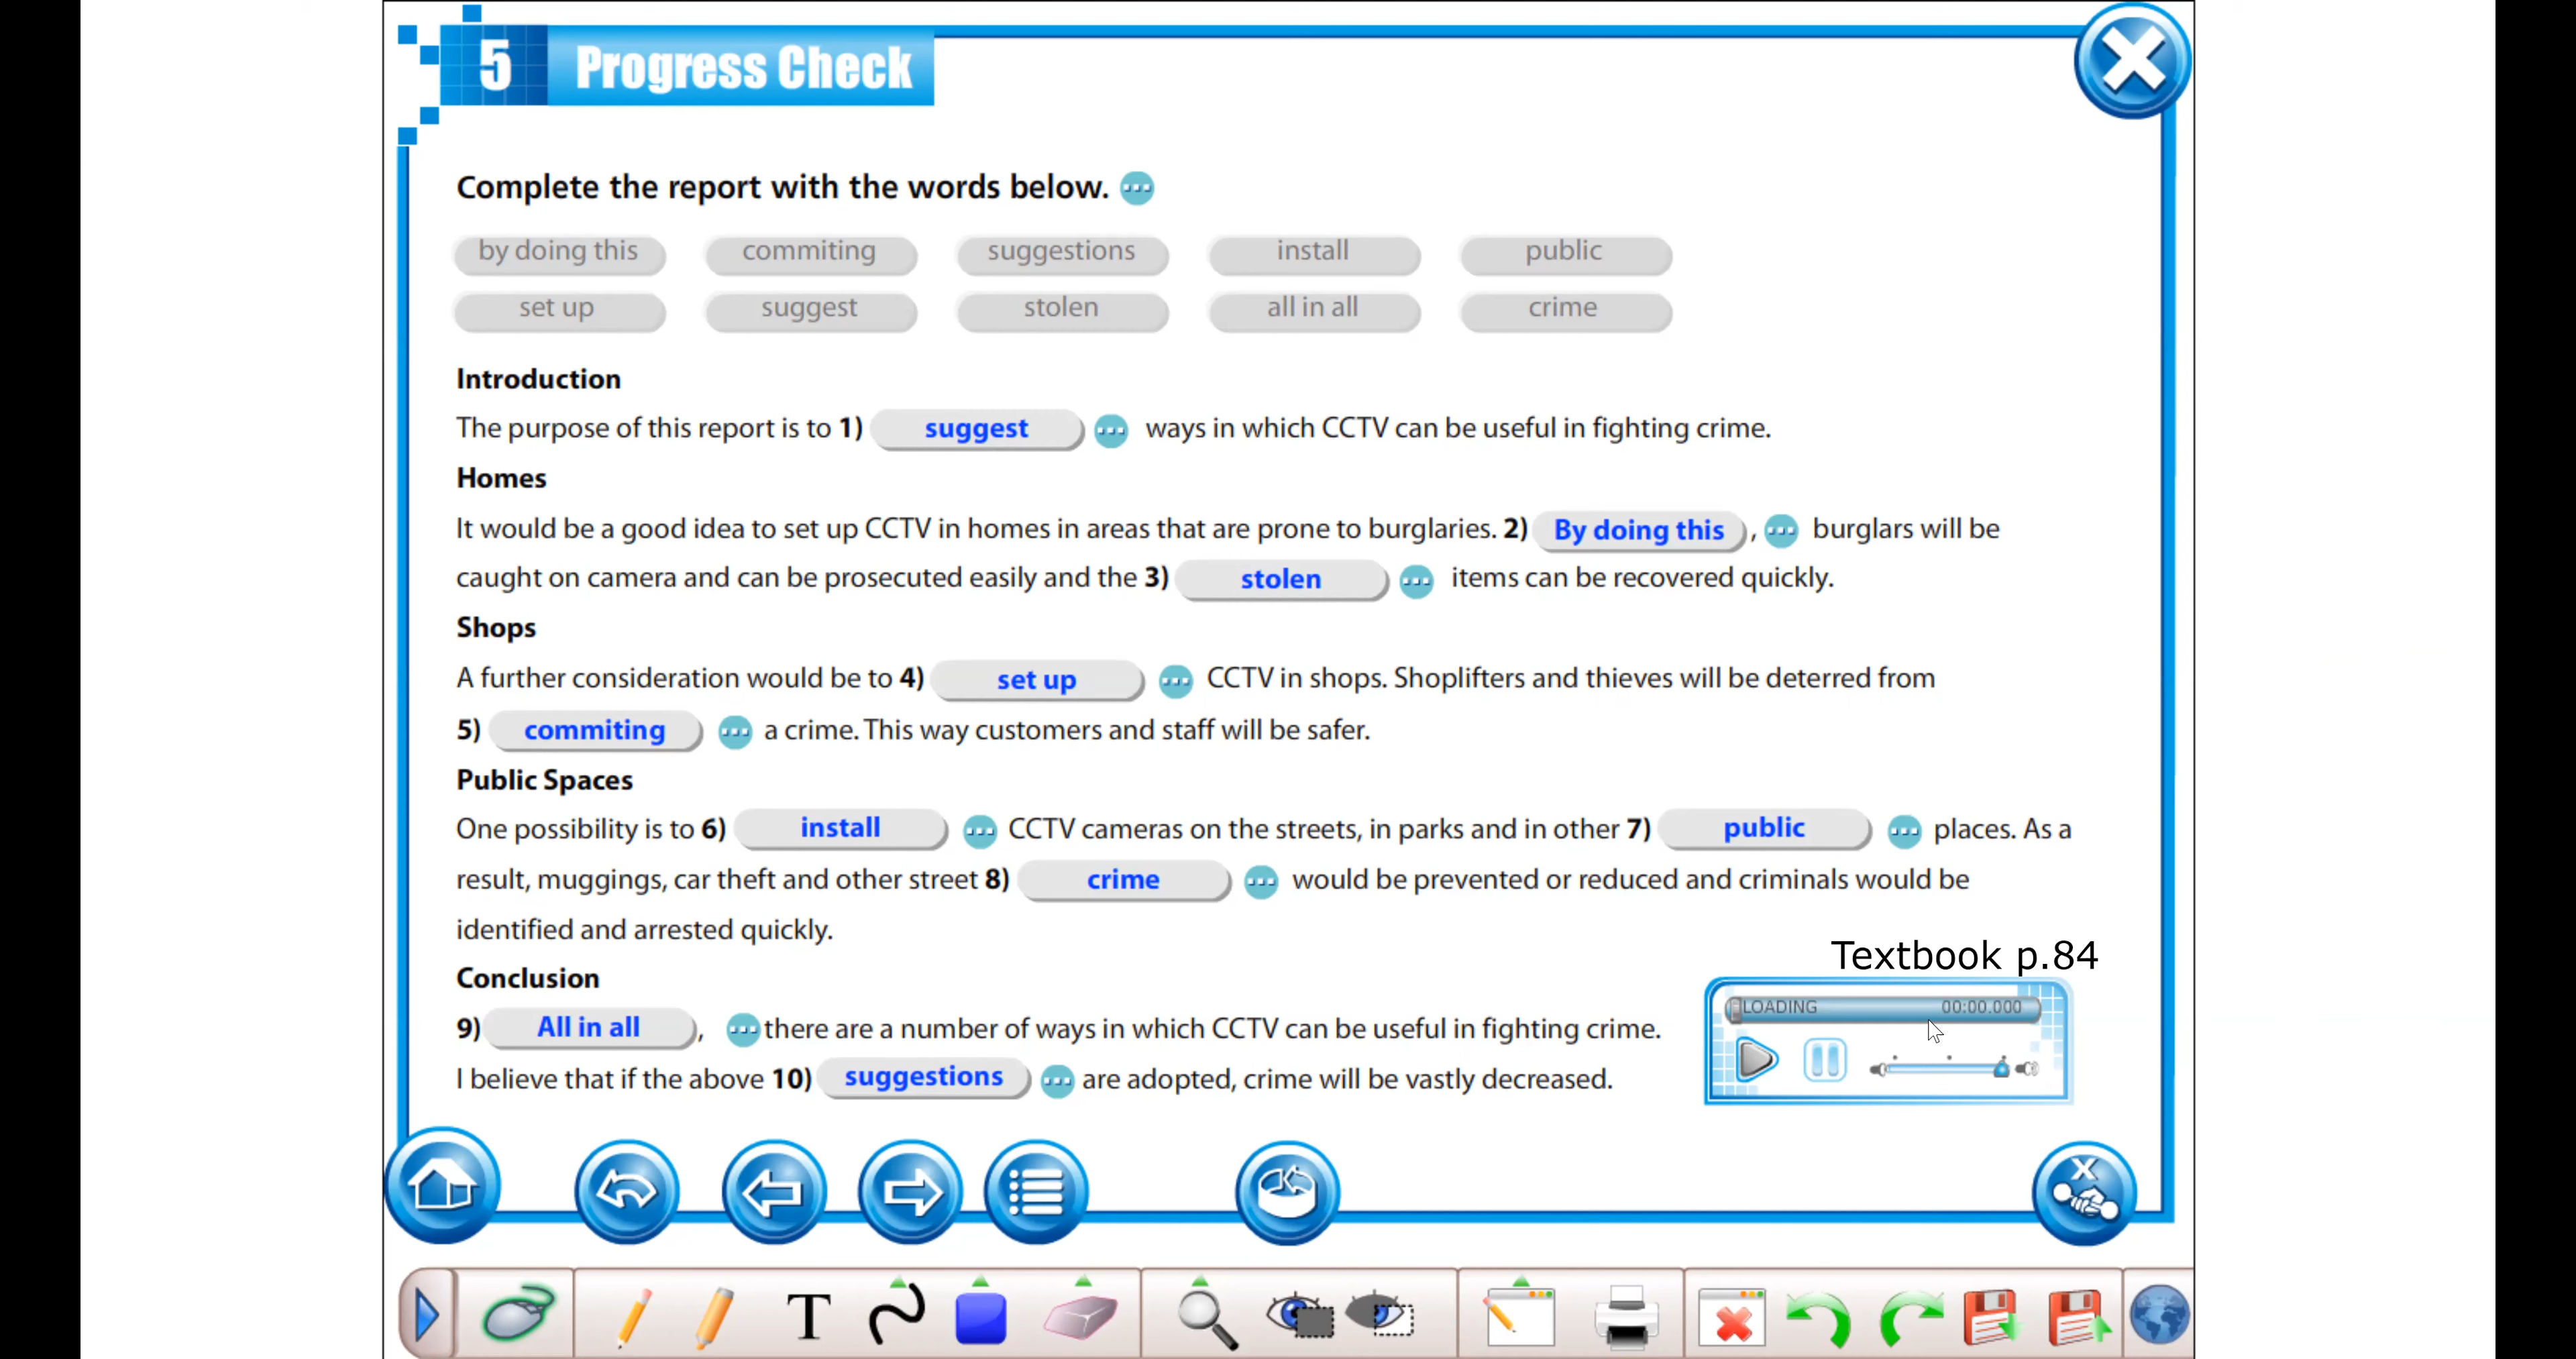 5 Progress Check
Complete the report with the words below.
by doing this commiting suggestions install public
set up suggest stolen all in all crime
Introduction
The purpose of this report is to 1) suggest ways in which CCTV can be useful in fighting crime.
Homes
It would be a good idea to set up CCTV in homes in areas that are prone to burglaries. 2) By doing this , burglars will be
caught on camera and can be prosecuted easily and the 3) stolen items can be recovered quickly.
Shops
A further consideration would be to 4) set up CCTV in shops. Shoplifters and thieves will be deterred from
5) commiting a crime. This way customers and staff will be safer.
Public Spaces
One possibility is to 6) install CCTV cameras on the streets, in parks and in other 7) public places. As a
result, muggings, car theft and other street 8) crime would be prevented or reduced and criminals would be
identified and arrested quickly.
Textbook p.84
Conclusion
LOADING 00:00.000
9) All in all , there are a number of ways in which CCTV can be useful in fighting crime.
I believe that if the above 10) suggestions are adopted, crime will be vastly decreased.
X
T